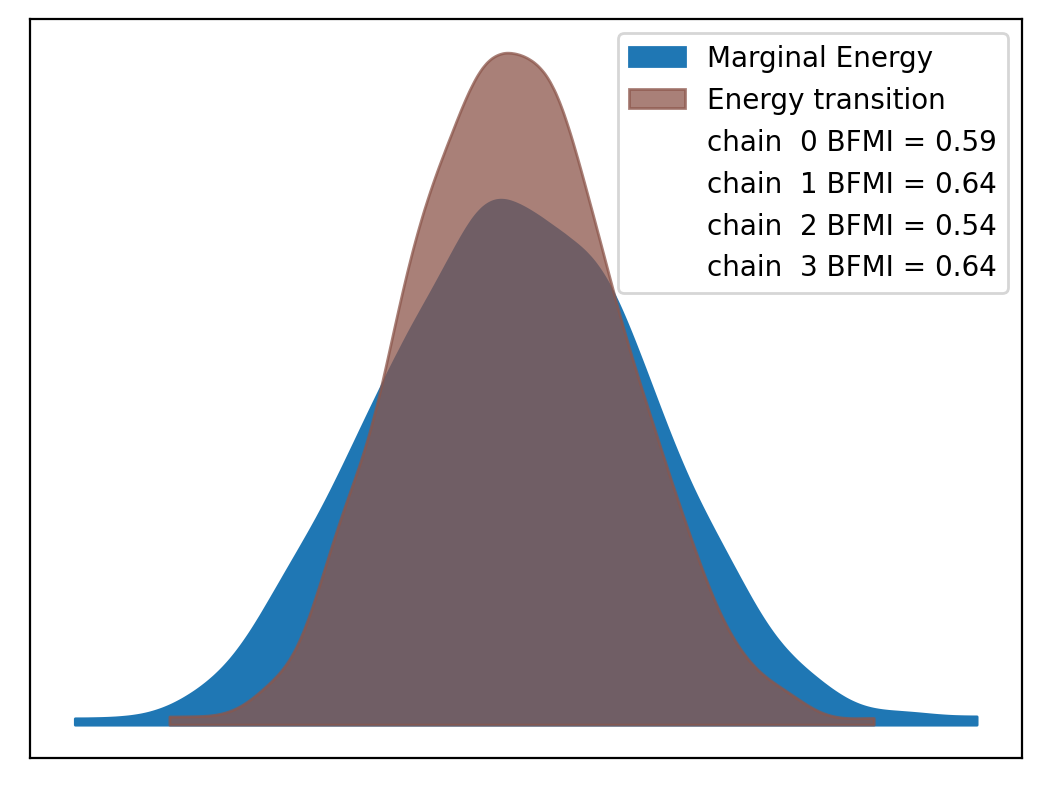 Marginal Energy
Energy transition
chain  0 BFMI = 0.59
chain  1 BFMI = 0.64
chain  2 BFMI = 0.54
chain  3 BFMI = 0.64